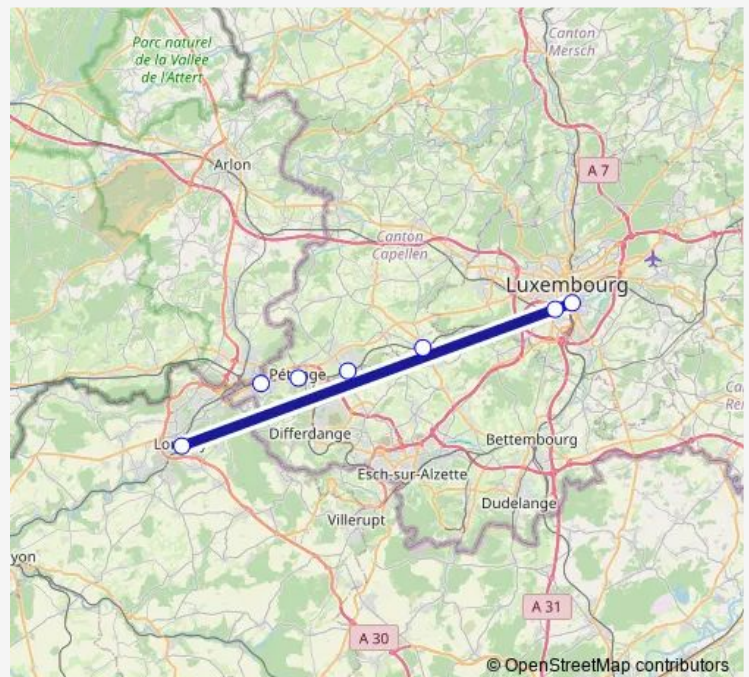 Parc naturel
de la Vallée
de l'Attert
Canton
Mersch
Arlon
A 7
Canton
Capellen
Luxembourg
Differdange
Bettembourg
Esch-sur-Alzette
Dudelange
Villerupt
yon
A 31
A 30
© OpenStreetMap contributors